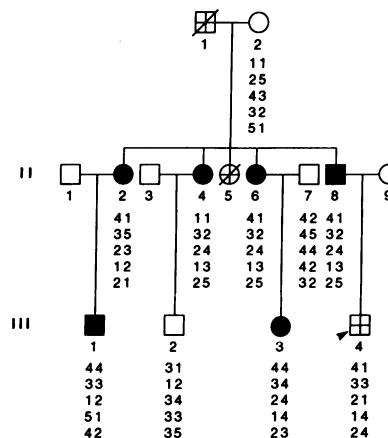 1 2
11
25
43
32
51
II
1 2 3 4 5 6 7 8 9
41 11 41 42 41
35 32 32 45 32
23 24 24 44 24
12 13 13 42 13
21 25 25 32 25
III
1 2 3 4
44 31 44 41
33 12 34 33
12 34 24 21
51 33 14 14
42 35 23 24